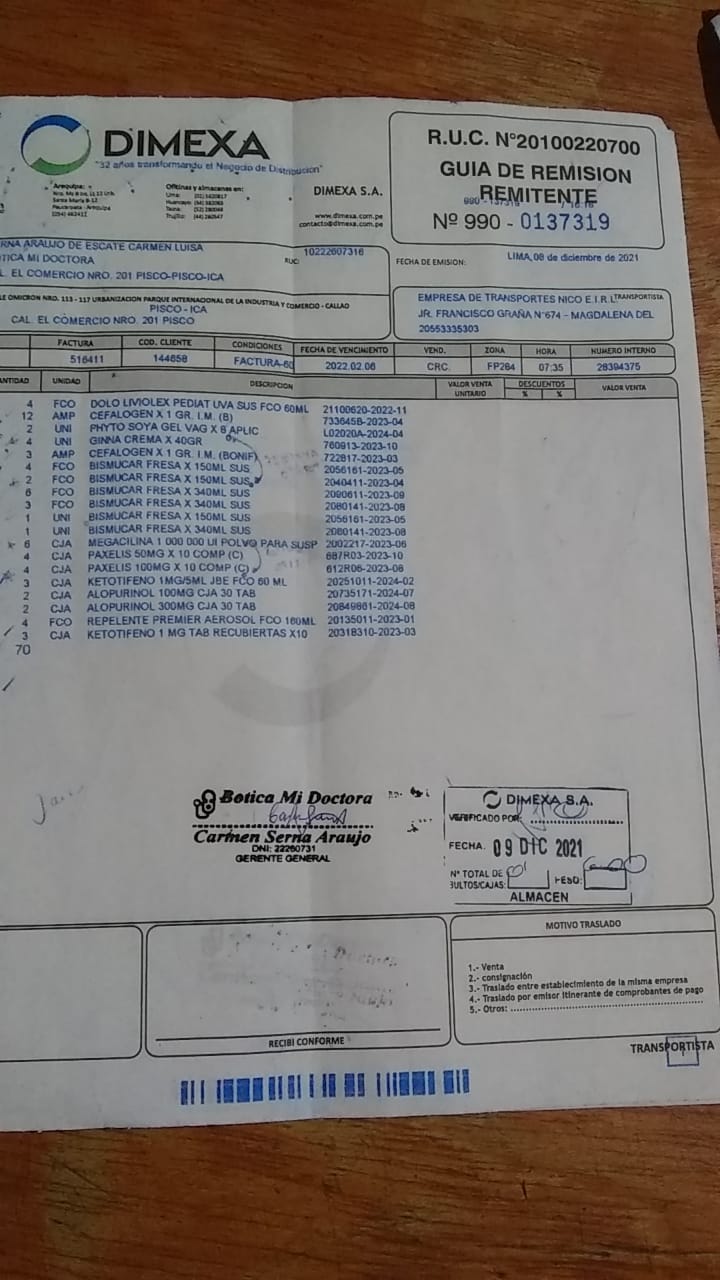 DIMEXA
"32 años transformando el Negocio de Distribución"
Arequipa:
Oficinas y almacenes en:
Lima:
Huancayo:
Tacna:
Trujillo:
DIMEXA S.A.
www.dimexa.com.pe
contacto@dimexa.com.pe
R.U.C. N°20100220700
GUIA DE REMISION
REMITENTE
Nº 990 - 0137319
RNA ARAUJO DE ESCATE CARMEN LUISA
TICA MI DOCTORA
RUC:
10222607316
L. EL COMERCIO NRO. 201 PISCO-PISCO-ICA
FECHA DE EMISION:
LIMA, 09 de diciembre de 2021
LE OMICRON NRO. 113 - 117 URBANIZACION PARQUE INTERNACIONAL DE LA INDUSTRIA Y COMERCIO - CALLAO
PISCO - ICA
CAL. EL COMERCIO NRO. 201 PISCO
EMPRESA DE TRANSPORTES NICO E.I.R.L. TRANSPORTISTA
JR. FRANCISCO GRAÑA N°674 - MAGDALENA DEL
20553335303
FACTURA COD. CLIENTE CONDICIONES FECHA DE VENCIMIENTO VEND. ZONA HORA NUMERO INTERNO
516411 144658 FACTURA-60 2022.02.06 CRC. FP264 07:35 28394375
ANTIDAD UNIDAD DESCRIPCION VALOR VENTA UNITARIO DESCUENTOS % % VALOR VENTA
4 FCO DOLO LIVIOLEX PEDIAT UVA SUS FCO 60ML 21100620-2022-11
12 AMP CEFALOGEN X 1 GR. I.M. (B) 733645B-2023-04
2 UNI PHYTO SOYA GEL VAG X 8 APLIC L02020A-2024-04
4 UNI GINNA CREMA X 40GR 760913-2023-10
3 AMP CEFALOGEN X 1 GR. I.M. (BONIF) 722817-2023-03
4 FCO BISMUCAR FRESA X 150ML SUS 2056161-2023-05
2 FCO BISMUCAR FRESA X 150ML SUS 2040411-2023-04
6 FCO BISMUCAR FRESA X 340ML SUS 2090611-2023-09
3 FCO BISMUCAR FRESA X 340ML SUS 2080141-2023-08
1 UNI BISMUCAR FRESA X 150ML SUS 2056161-2023-05
1 UNI BISMUCAR FRESA X 340ML SUS 2080141-2023-08
6 CJA MEGACILINA 1 000 000 UI POLVO PARA SUSP 2002217-2023-06
4 CJA PAXELIS 50MG X 10 COMP (C) 687R03-2023-10
4 CJA PAXELIS 100MG X 10 COMP (C) 612R06-2023-08
3 CJA KETOTIFENO 1MG/5ML JBE FCO 60 ML 20251011-2024-02
2 CJA ALOPURINOL 100MG CJA 30 TAB 20735171-2024-07
2 CJA ALOPURINOL 300MG CJA 30 TAB 20849861-2024-08
4 FCO REPELENTE PREMIER AEROSOL FCO 160ML 20135011-2023-01
3 CJA KETOTIFENO 1 MG TAB RECUBIERTAS X10 20318310-2023-03
70
Botica Mi Doctora
Carmen Serna Araujo
DNI: 22260731
GERENTE GENERAL
DIMEXA S.A.
VERIFICADO POR:
FECHA. 09 DIC 2021
Nº TOTAL DE
BULTOS/CAJAS: PESO:
ALMACEN
RECIBI CONFORME
MOTIVO TRASLADO
1.- Venta
2.- consignación
3.- Traslado entre establecimiento de la misma empresa
4.- Traslado por emisor itinerante de comprobantes de pago
5.- Otros:
TRANSPORTISTA